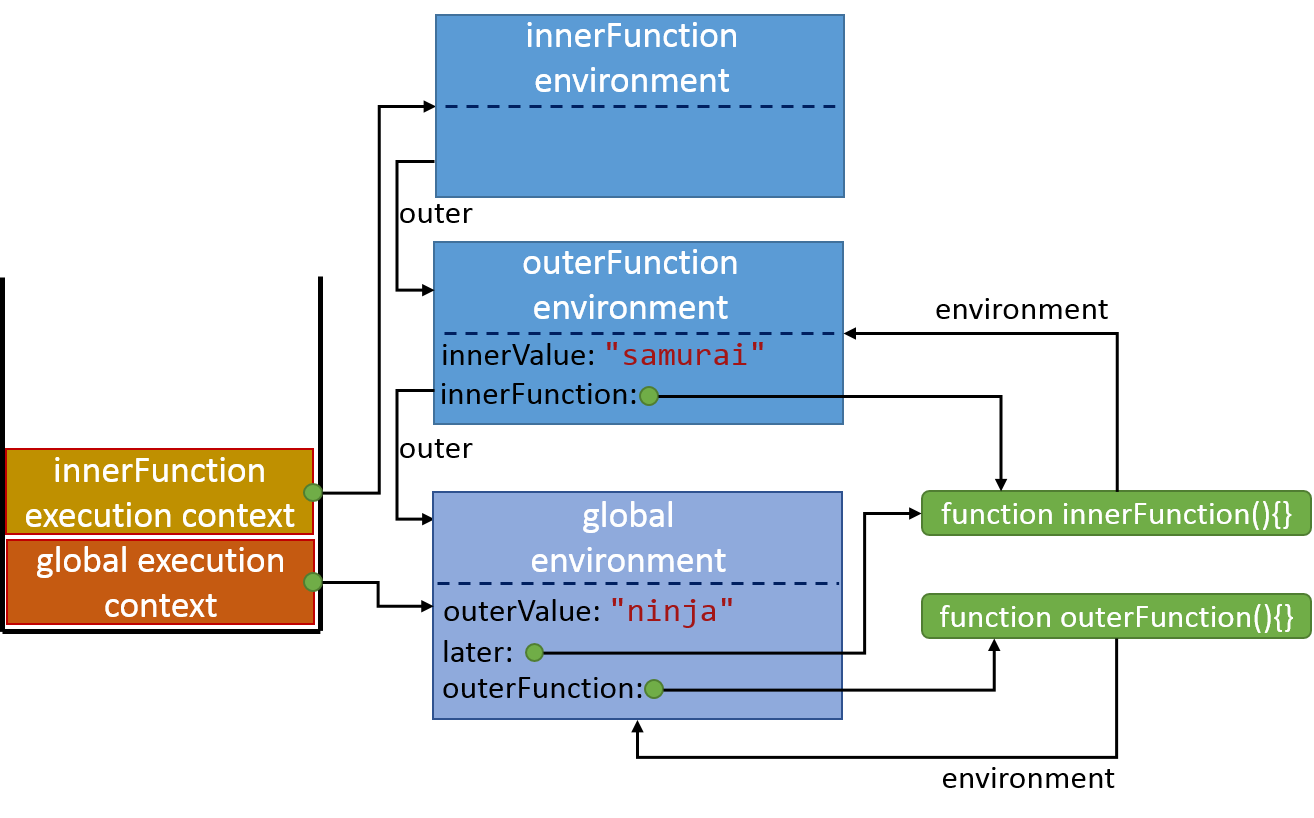 innerFunction
environment
outer
outerFunction
environment
innerValue: "samurai"
innerFunction:
environment
outer
innerFunction
execution context
global execution
context
global
environment
outerValue: "ninja"
later:
outerFunction:
function innerFunction(){}
function outerFunction(){}
environment